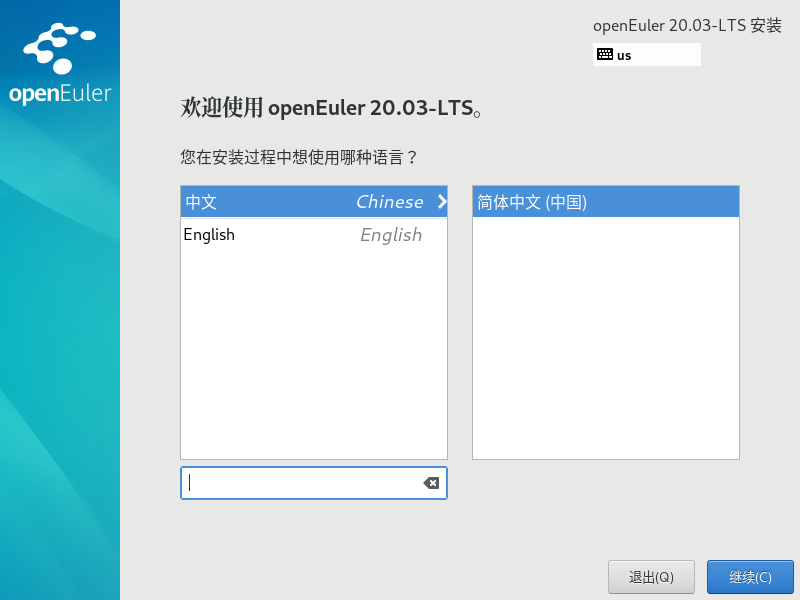 openEuler
openEuler 20.03-LTS 安装
us
欢迎使用 openEuler 20.03-LTS。
您在安装过程中想使用哪种语言？
中文 Chinese
English English
简体中文 (中国)
退出(Q)
继续(C)